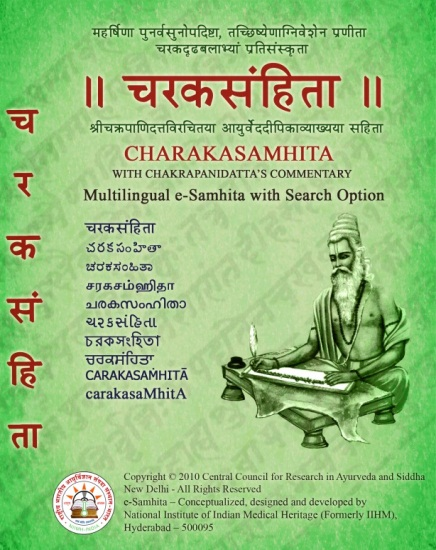 महर्षिणा पुनर्वसुनोपदिष्टा, तच्छिष्येणाग्निवेशेन प्रणीता
चरकदृढबलाभ्यां प्रतिसंस्कृता
॥ चरकसंहिता ॥
श्रीचक्रपाणिदत्तविरचितया आयुर्वेददीपिकाव्याख्यया सहिता
CHARAKASAMHITA
WITH CHAKRAPANIDATTA'S COMMENTARY
Multilingual e-Samhita with Search Option
चरकसंहिता
చరకసంహితా
ಚರಕಸಂಹಿತಾ
சரகசம்ஹிதா
ചരകസംഹിതാ
ચરકસંહિતા
চরকসংহিতা
ਚਰਕਸਂਹਿਤਾ
CARAKASAṀHITĀ
carakasaMhitA
च
र
क
सं
हि
ता
Copyright © 2010 Central Council for Research in Ayurveda and Siddha
New Delhi - All Rights Reserved
e-Samhita – Conceptualized, designed and developed by
National Institute of Indian Medical Heritage (Formerly IIHM),
Hyderabad – 500095